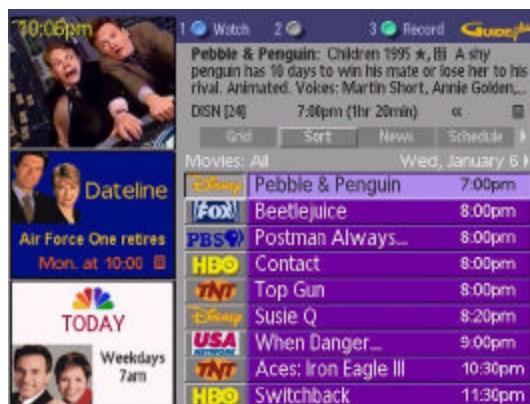 10:06pm
1 Watch 2 3 Record Guide Plus
Pebble & Penguin: Children 1995 ★, A shy
penguin has 10 days to win his mate or lose her to his
rival. Animated. Voices: Martin Short, Annie Golden,...
DISN [24] 7:00pm (1hr 20min) «
Grid Sort News Schedule
Movies: All Wed, January 6
Disney Pebble & Penguin 7:00pm
FOX Beetlejuice 8:00pm
PBS Postman Always... 8:00pm
HBO Contact 8:00pm
TNT Top Gun 8:00pm
Disney Susie Q 8:20pm
USA NETWORK When Danger... 9:00pm
TNT Aces: Iron Eagle III 10:30pm
HBO Switchback 11:30pm
Dateline
Air Force One retires
Mon. at 10:00
TODAY
Weekdays
7am